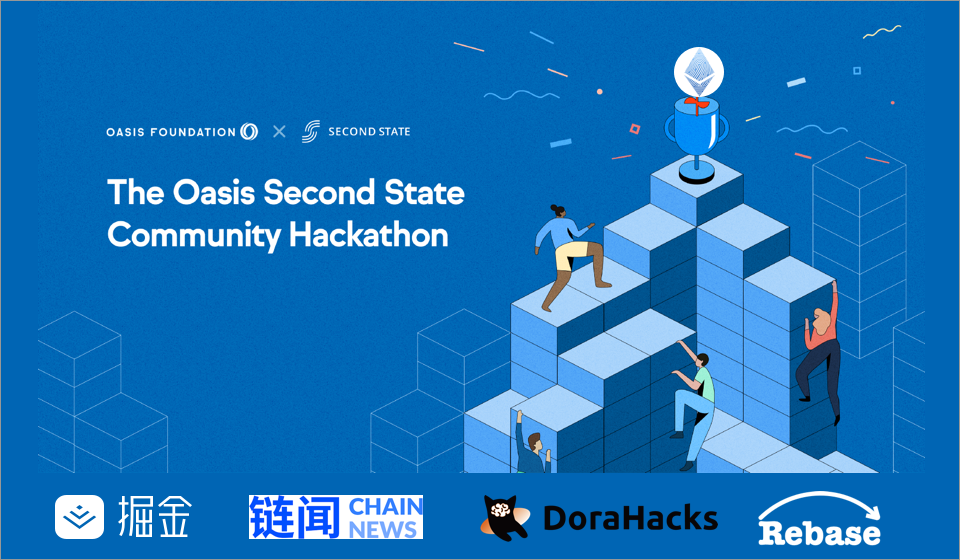 OASIS FOUNDATION
SECOND STATE
The Oasis Second State
Community Hackathon
掘金
链闻
CHAIN
NEWS
DoraHacks
Rebase